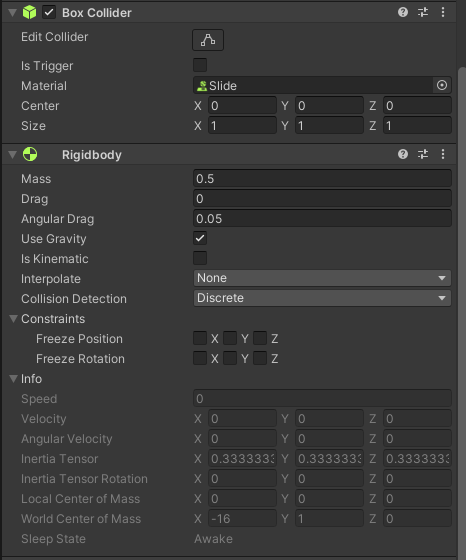 Box Collider
Edit Collider
Is Trigger
Material Slide
Center X 0 Y 0 Z 0
Size X 1 Y 1 Z 1
Rigidbody
Mass 0.5
Drag 0
Angular Drag 0.05
Use Gravity
Is Kinematic
Interpolate None
Collision Detection Discrete
Constraints
Freeze Position X Y Z
Freeze Rotation X Y Z
Info
Speed 0
Velocity X 0 Y 0 Z 0
Angular Velocity X 0 Y 0 Z 0
Inertia Tensor X 0.3333333 Y 0.3333333 Z 0.3333333
Inertia Tensor Rotation X 0 Y 0 Z 0
Local Center of Mass X 0 Y 0 Z 0
World Center of Mass X -16 Y 1 Z 0
Sleep State Awake